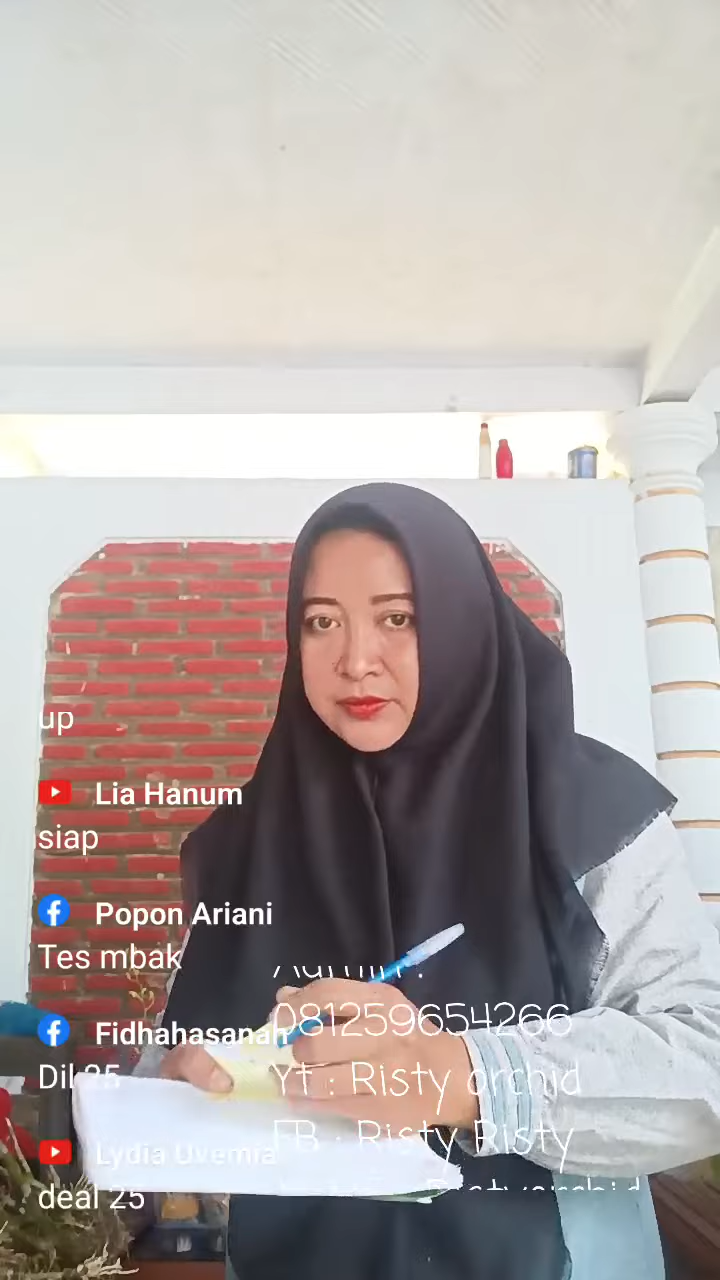 up
Lia Hanum
siap
Popon Ariani
Tes mbak
Fidhahasanah
Dil 25
Lydia Uvemia
deal 25
Admin :
081259654266
Yt : Risty orchid
FB : Risty Risty